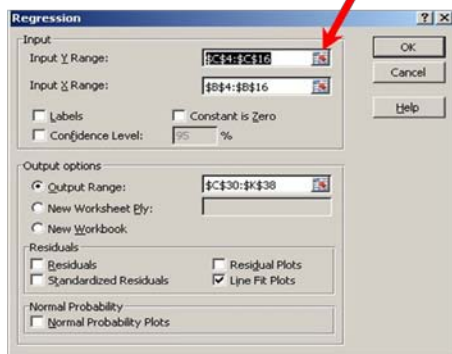 Regression
Input
Input Y Range: $C$4:$C$16
OK
Input X Range: $B$4:$B$16
Cancel
Labels Constant is Zero
Help
Confidence Level: 95 %
Output options
Output Range: $C$30:$K$38
New Worksheet Ply:
New Workbook
Residuals
Residuals Residual Plots
Standardized Residuals Line Fit Plots
Normal Probability
Normal Probability Plots